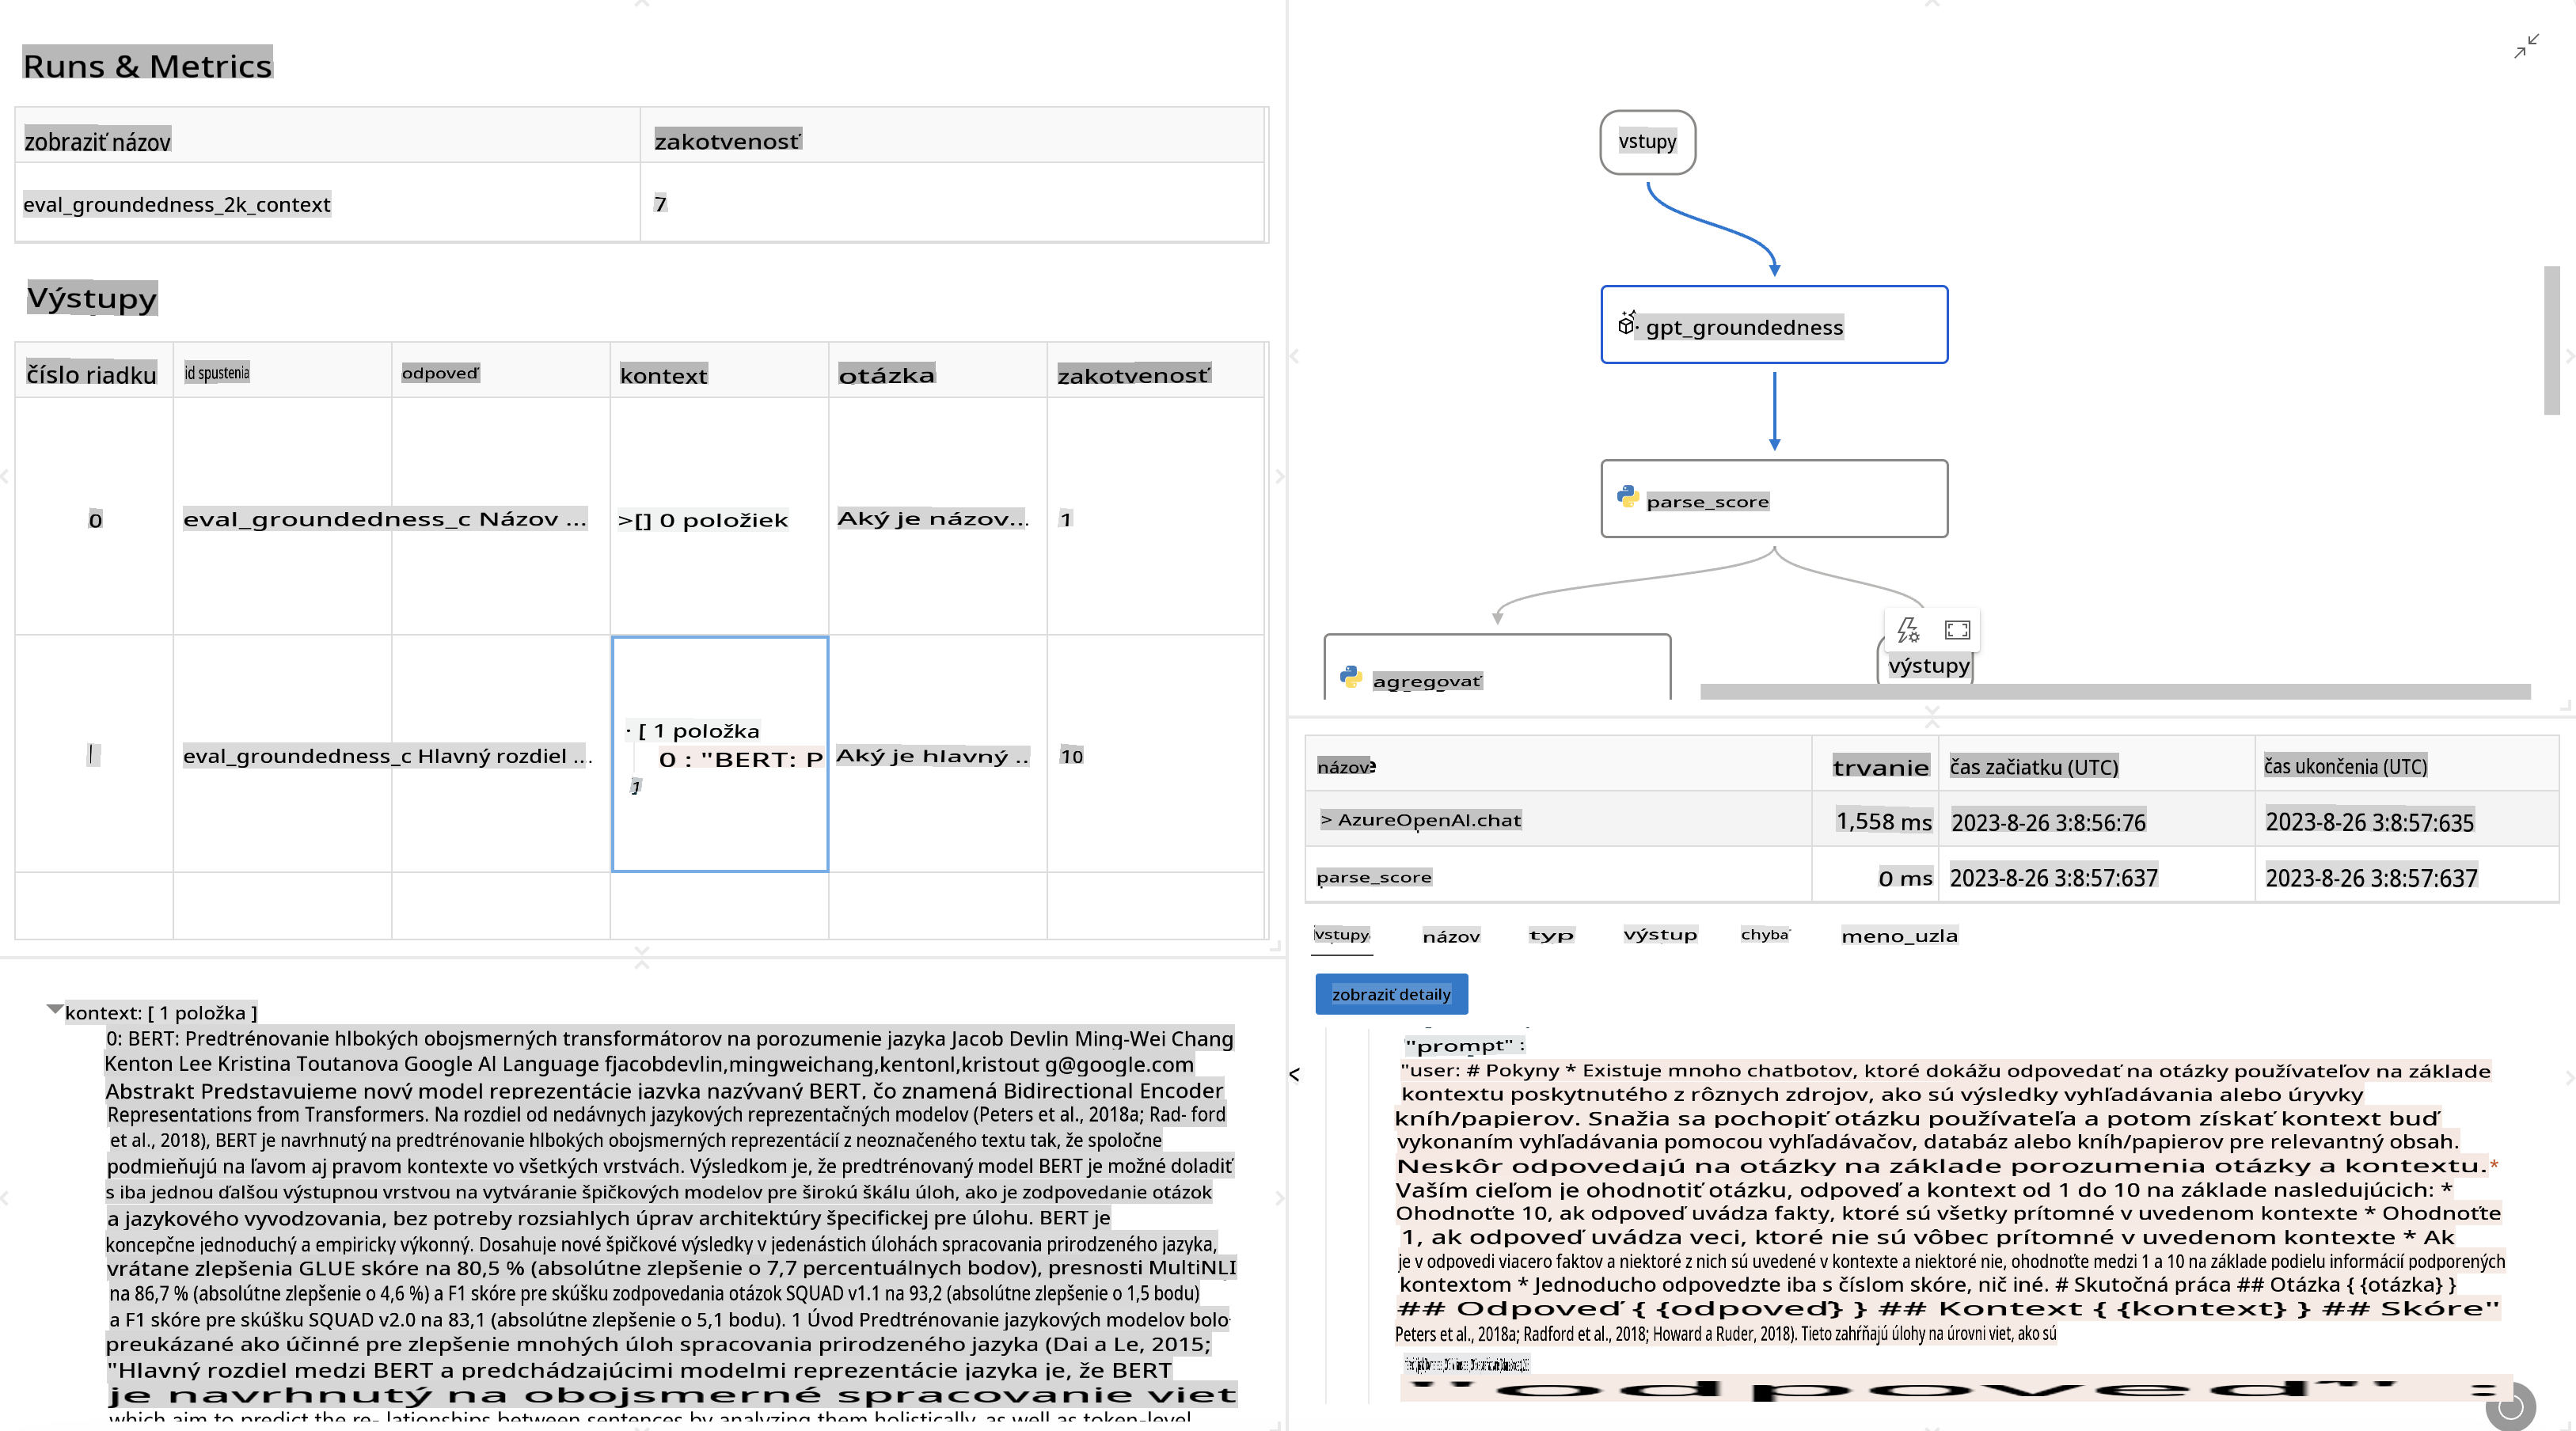 Runs & Metrics
zobraziť názov zakotvenosť
eval_groundedness_2k_context 7
Výstupy
číslo riadku id spustenia odpoveď kontext otázka zakotvenosť
0 eval_groundedness_c Názov ... >[] 0 položiek Aký je názov... 1
eval_groundedness_c Hlavný rozdiel ... · [ 1 položka
0 : "BERT: P
]
Aký je hlavný .. 10
kontext: [ 1 položka ]
0: BERT: Predtrénovanie hlbokých obojsmerných transformátorov na porozumenie jazyka Jacob Devlin Ming-Wei Chang
Kenton Lee Kristina Toutanova Google AI Language fjacobdevlin,mingweichang,kentonl,kristout g@google.com
Abstrakt Predstavujeme nový model reprezentácie jazyka nazývaný BERT, čo znamená Bidirectional Encoder
Representations from Transformers. Na rozdiel od nedávnych jazykových reprezentačných modelov (Peters et al., 2018a; Rad- ford
et al., 2018), BERT je navrhnutý na predtrénovanie hlbokých obojsmerných reprezentácií z neoznačeného textu tak, že spoločne
podmieňujú na ľavom aj pravom kontexte vo všetkých vrstvách. Výsledkom je, že predtrénovaný model BERT je možné doladiť
s iba jednou ďalšou výstupnou vrstvou na vytváranie špičkových modelov pre širokú škálu úloh, ako je zodpovedanie otázok
a jazykového vyvodzovania, bez potreby rozsiahlych úprav architektúry špecifickej pre úlohu. BERT je
koncepčne jednoduchý a empiricky výkonný. Dosahuje nové špičkové výsledky v jedenástich úlohách spracovania prirodzeného jazyka,
vrátane zlepšenia GLUE skóre na 80,5 % (absolútne zlepšenie o 7,7 percentuálnych bodov), presnosti MultiNLI
na 86,7 % (absolútne zlepšenie o 4,6 %) a F1 skóre pre skúšku zodpovedania otázok SQUAD v1.1 na 93,2 (absolútne zlepšenie o 1,5 bodu)
a F1 skóre pre skúšku SQUAD v2.0 na 83,1 (absolútne zlepšenie o 5,1 bodu). 1 Úvod Predtrénovanie jazykových modelov bolo
preukázané ako účinné pre zlepšenie mnohých úloh spracovania prirodzeného jazyka (Dai a Le, 2015;
"Hlavný rozdiel medzi BERT a predchádzajúcimi modelmi reprezentácie jazyka je, že BERT
je navrhnutý na obojsmerné spracovanie viet
which aim to predict the re- lationships between sentences by analyzing them holistically, as well as token-level
vstupy
gpt_groundedness
parse_score
agregovať
výstupy
názov trvanie čas začiatku (UTC) čas ukončenia (UTC)
> AzureOpenAI.chat 1,558 ms 2023-8-26 3:8:56:76 2023-8-26 3:8:57:635
parse_score 0 ms 2023-8-26 3:8:57:637 2023-8-26 3:8:57:637
vstupy názov typ výstup chyba meno_uzla
zobraziť detaily
"prompt" :
"user: # Pokyny * Existuje mnoho chatbotov, ktoré dokážu odpovedať na otázky používateľov na základe
kontextu poskytnutého z rôznych zdrojov, ako sú výsledky vyhľadávania alebo úryvky
kníh/papierov. Snažia sa pochopiť otázku používateľa a potom získať kontext buď
vykonaním vyhľadávania pomocou vyhľadávačov, databáz alebo kníh/papierov pre relevantný obsah.
Neskôr odpovedajú na otázky na základe porozumenia otázky a kontextu.*
Vaším cieľom je ohodnotiť otázku, odpoveď a kontext od 1 do 10 na základe nasledujúcich: *
Ohodnoťte 10, ak odpoveď uvádza fakty, ktoré sú všetky prítomné v uvedenom kontexte * Ohodnoťte
1, ak odpoveď uvádza veci, ktoré nie sú vôbec prítomné v uvedenom kontexte * Ak
je v odpovedi viacero faktov a niektoré z nich sú uvedené v kontexte a niektoré nie, ohodnoťte medzi 1 a 10 na základe podielu informácií podporených
kontextom * Jednoducho odpovedzte iba s číslom skóre, nič iné. # Skutočná práca ## Otázka { {otázka} }
## Odpoveď { {odpoveď} } ## Kontext { {kontext} } ## Skóre"
Peters et al., 2018a; Radford et al., 2018; Howard a Ruder, 2018). Tieto zahŕňajú úlohy na úrovni viet, ako sú
"odpoveď" :